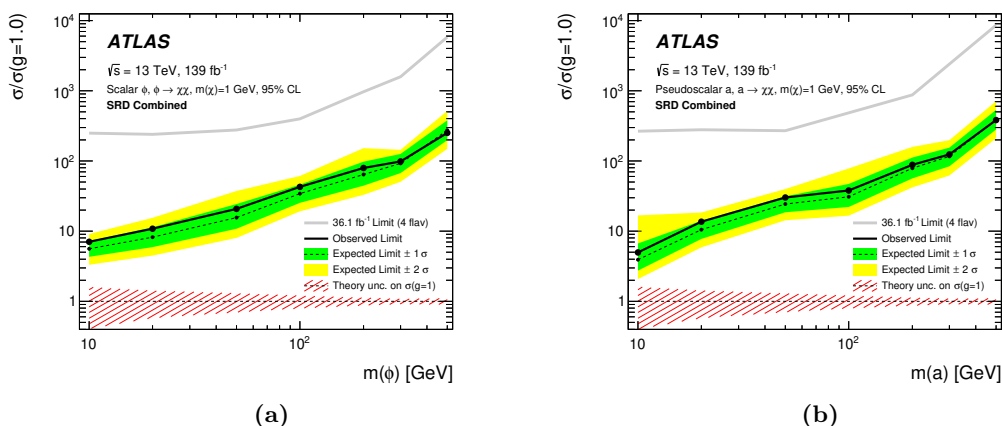 σ/σ(g=1.0)
10⁴
10³
10²
10
1
ATLAS
√s = 13 TeV, 139 fb⁻¹
Scalar ϕ, ϕ → χχ, m(χ)=1 GeV, 95% CL
SRD Combined
36.1 fb⁻¹ Limit (4 flav)
Observed Limit
Expected Limit ± 1 σ
Expected Limit ± 2 σ
Theory unc. on σ(g=1)
10
10²
m(ϕ) [GeV]
(a)
σ/σ(g=1.0)
10⁴
10³
10²
10
1
ATLAS
√s = 13 TeV, 139 fb⁻¹
Pseudoscalar a, a → χχ, m(χ)=1 GeV, 95% CL
SRD Combined
36.1 fb⁻¹ Limit (4 flav)
Observed Limit
Expected Limit ± 1 σ
Expected Limit ± 2 σ
Theory unc. on σ(g=1)
10
10²
m(a) [GeV]
(b)